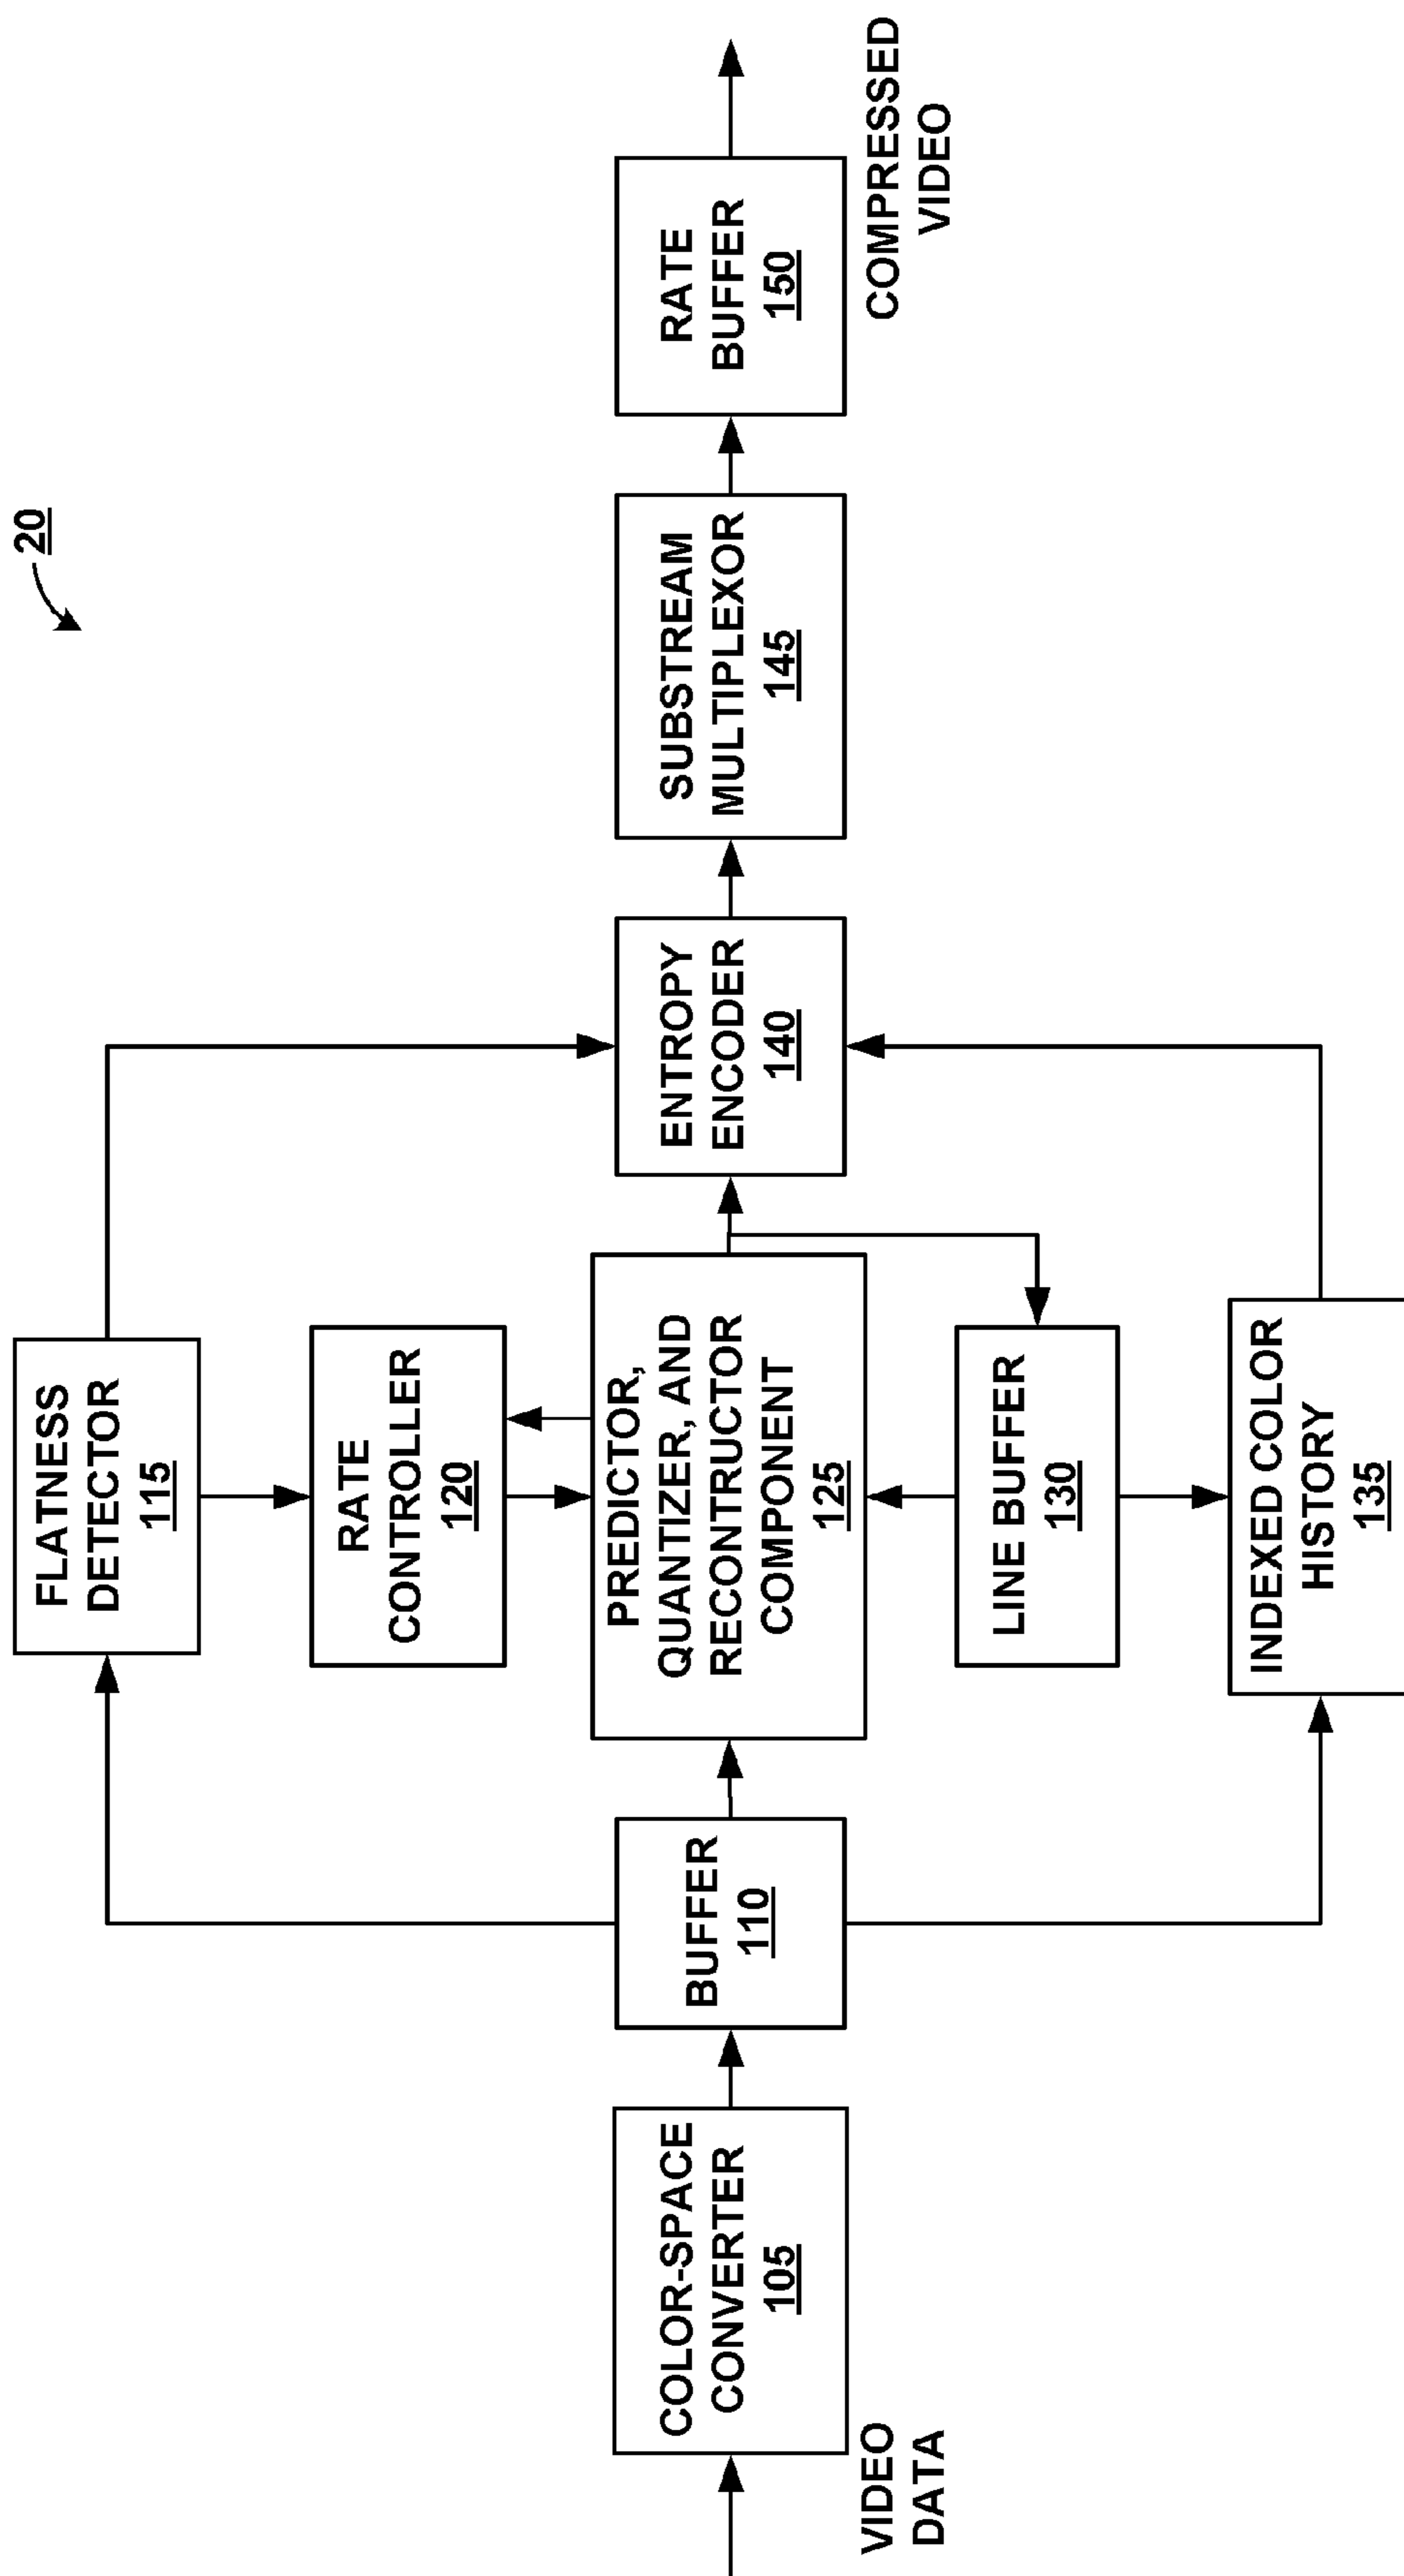 20
FLATNESS
DETECTOR
115
RATE
CONTROLLER
120
VIDEO
DATA
COLOR-SPACE
CONVERTER
105
BUFFER
110
PREDICTOR,
QUANTIZER, AND
RECONTRUCTOR
COMPONENT
125
ENTROPY
ENCODER
140
SUBSTREAM
MULTIPLEXOR
145
RATE
BUFFER
150
COMPRESSED
VIDEO
LINE BUFFER
130
INDEXED COLOR
HISTORY
135